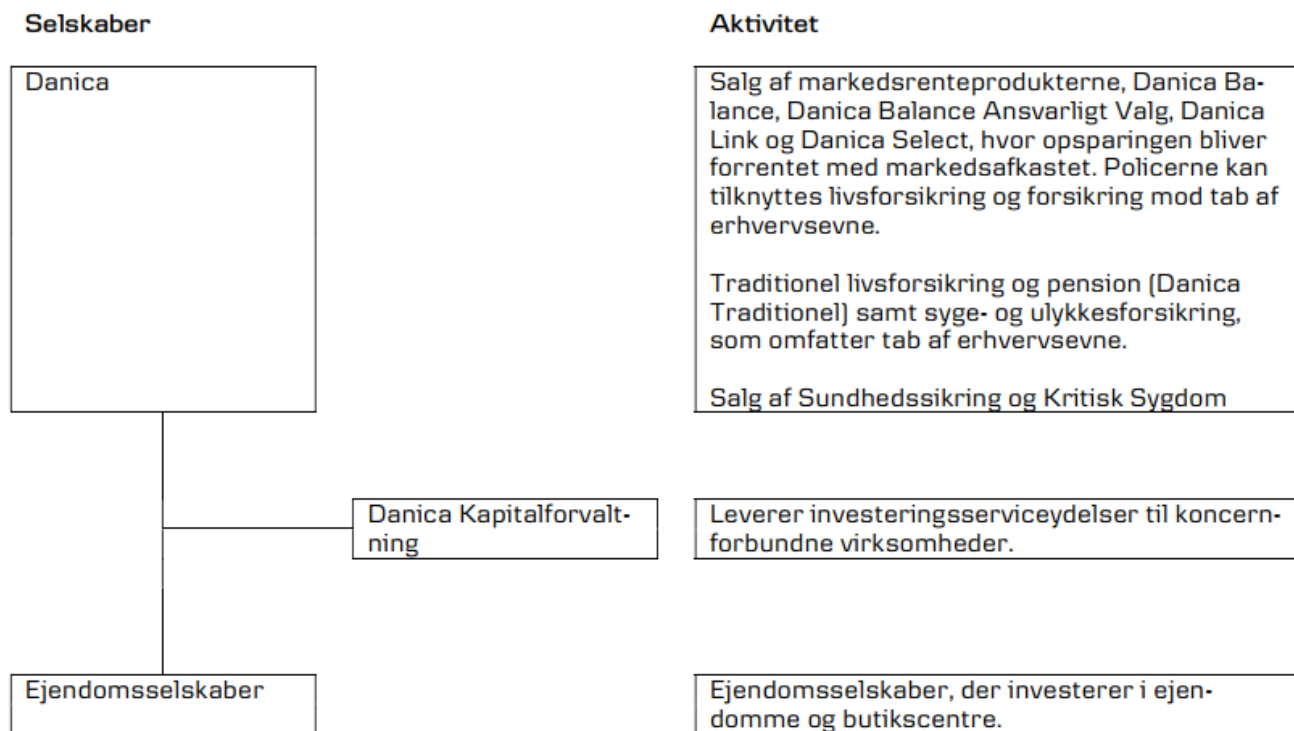 Selskaber
Aktivitet
Danica
Salg af markedsrenteprodukterne, Danica Ba-
lance, Danica Balance Ansvarligt Valg, Danica
Link og Danica Select, hvor opsparingen bliver
forrentet med markedsafkastet. Policerne kan
tilknyttes livsforsikring og forsikring mod tab af
erhvervsevne.
Traditionel livsforsikring og pension (Danica
Traditionel) samt syge- og ulykkesforsikring,
som omfatter tab af erhvervsevne.
Salg af Sundhedssikring og Kritisk Sygdom
Danica Kapitalforvalt-
ning
Leverer investeringsserviceydelser til koncern-
forbundne virksomheder.
Ejendomsselskaber
Ejendomsselskaber, der investerer i ejen-
domme og butikscentre.